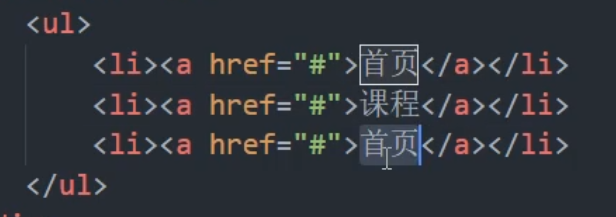 <ul>
<li><a href="#">首页</a></li>
<li><a href="#">课程</a></li>
<li><a href="#">首页</a></li>
</ul>